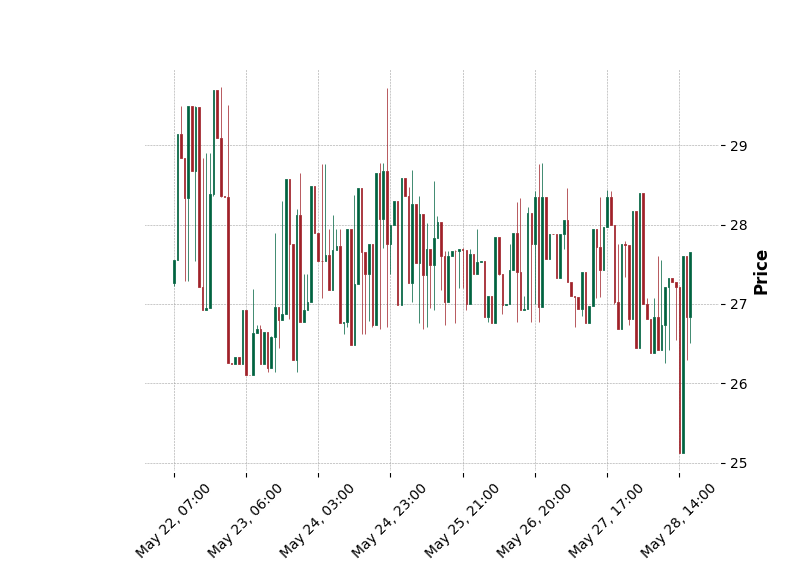 29
28
27
26
25
Price
May 22, 07:00
May 23, 06:00
May 24, 03:00
May 24, 23:00
May 25, 21:00
May 26, 20:00
May 27, 17:00
May 28, 14:00